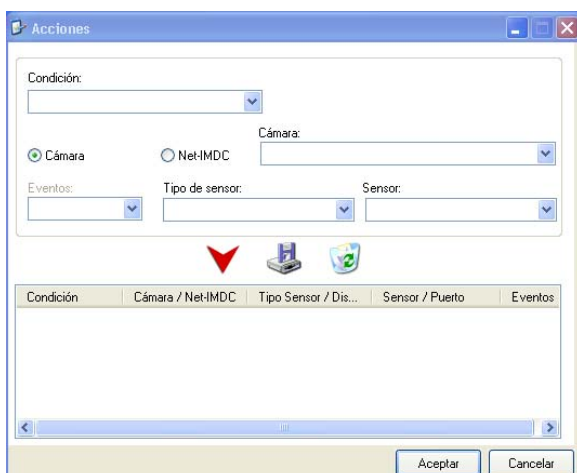 Acciones
Condición:
Cámara:
Cámara
Net-IMDC
Eventos:
Tipo de sensor:
Sensor:
Condición
Cámara / Net-IMDC
Tipo Sensor / Dis...
Sensor / Puerto
Eventos
Aceptar
Cancelar